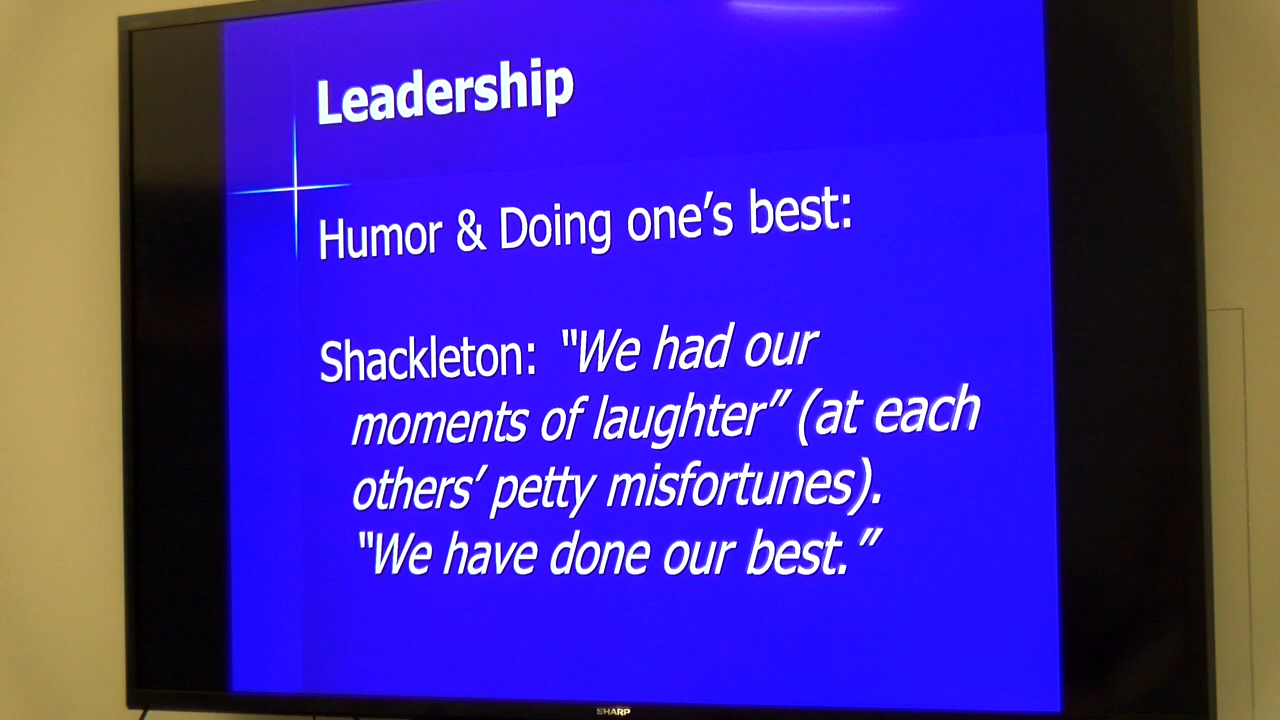 Leadership
Humor & Doing one’s best:
Shackleton: “We had our
moments of laughter” (at each
others’ petty misfortunes).
“We have done our best.”
SHARP